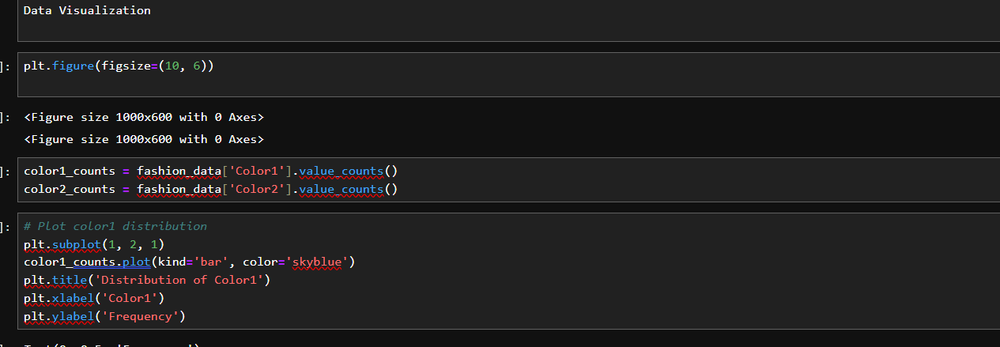 Data Visualization
]: plt.figure(figsize=(10, 6))
]: <Figure size 1000x600 with 0 Axes>
<Figure size 1000x600 with 0 Axes>
]: color1_counts = fashion_data['Color1'].value_counts()
color2_counts = fashion_data['Color2'].value_counts()
]: # Plot color1 distribution
plt.subplot(1, 2, 1)
color1_counts.plot(kind='bar', color='skyblue')
plt.title('Distribution of Color1')
plt.xlabel('Color1')
plt.ylabel('Frequency')